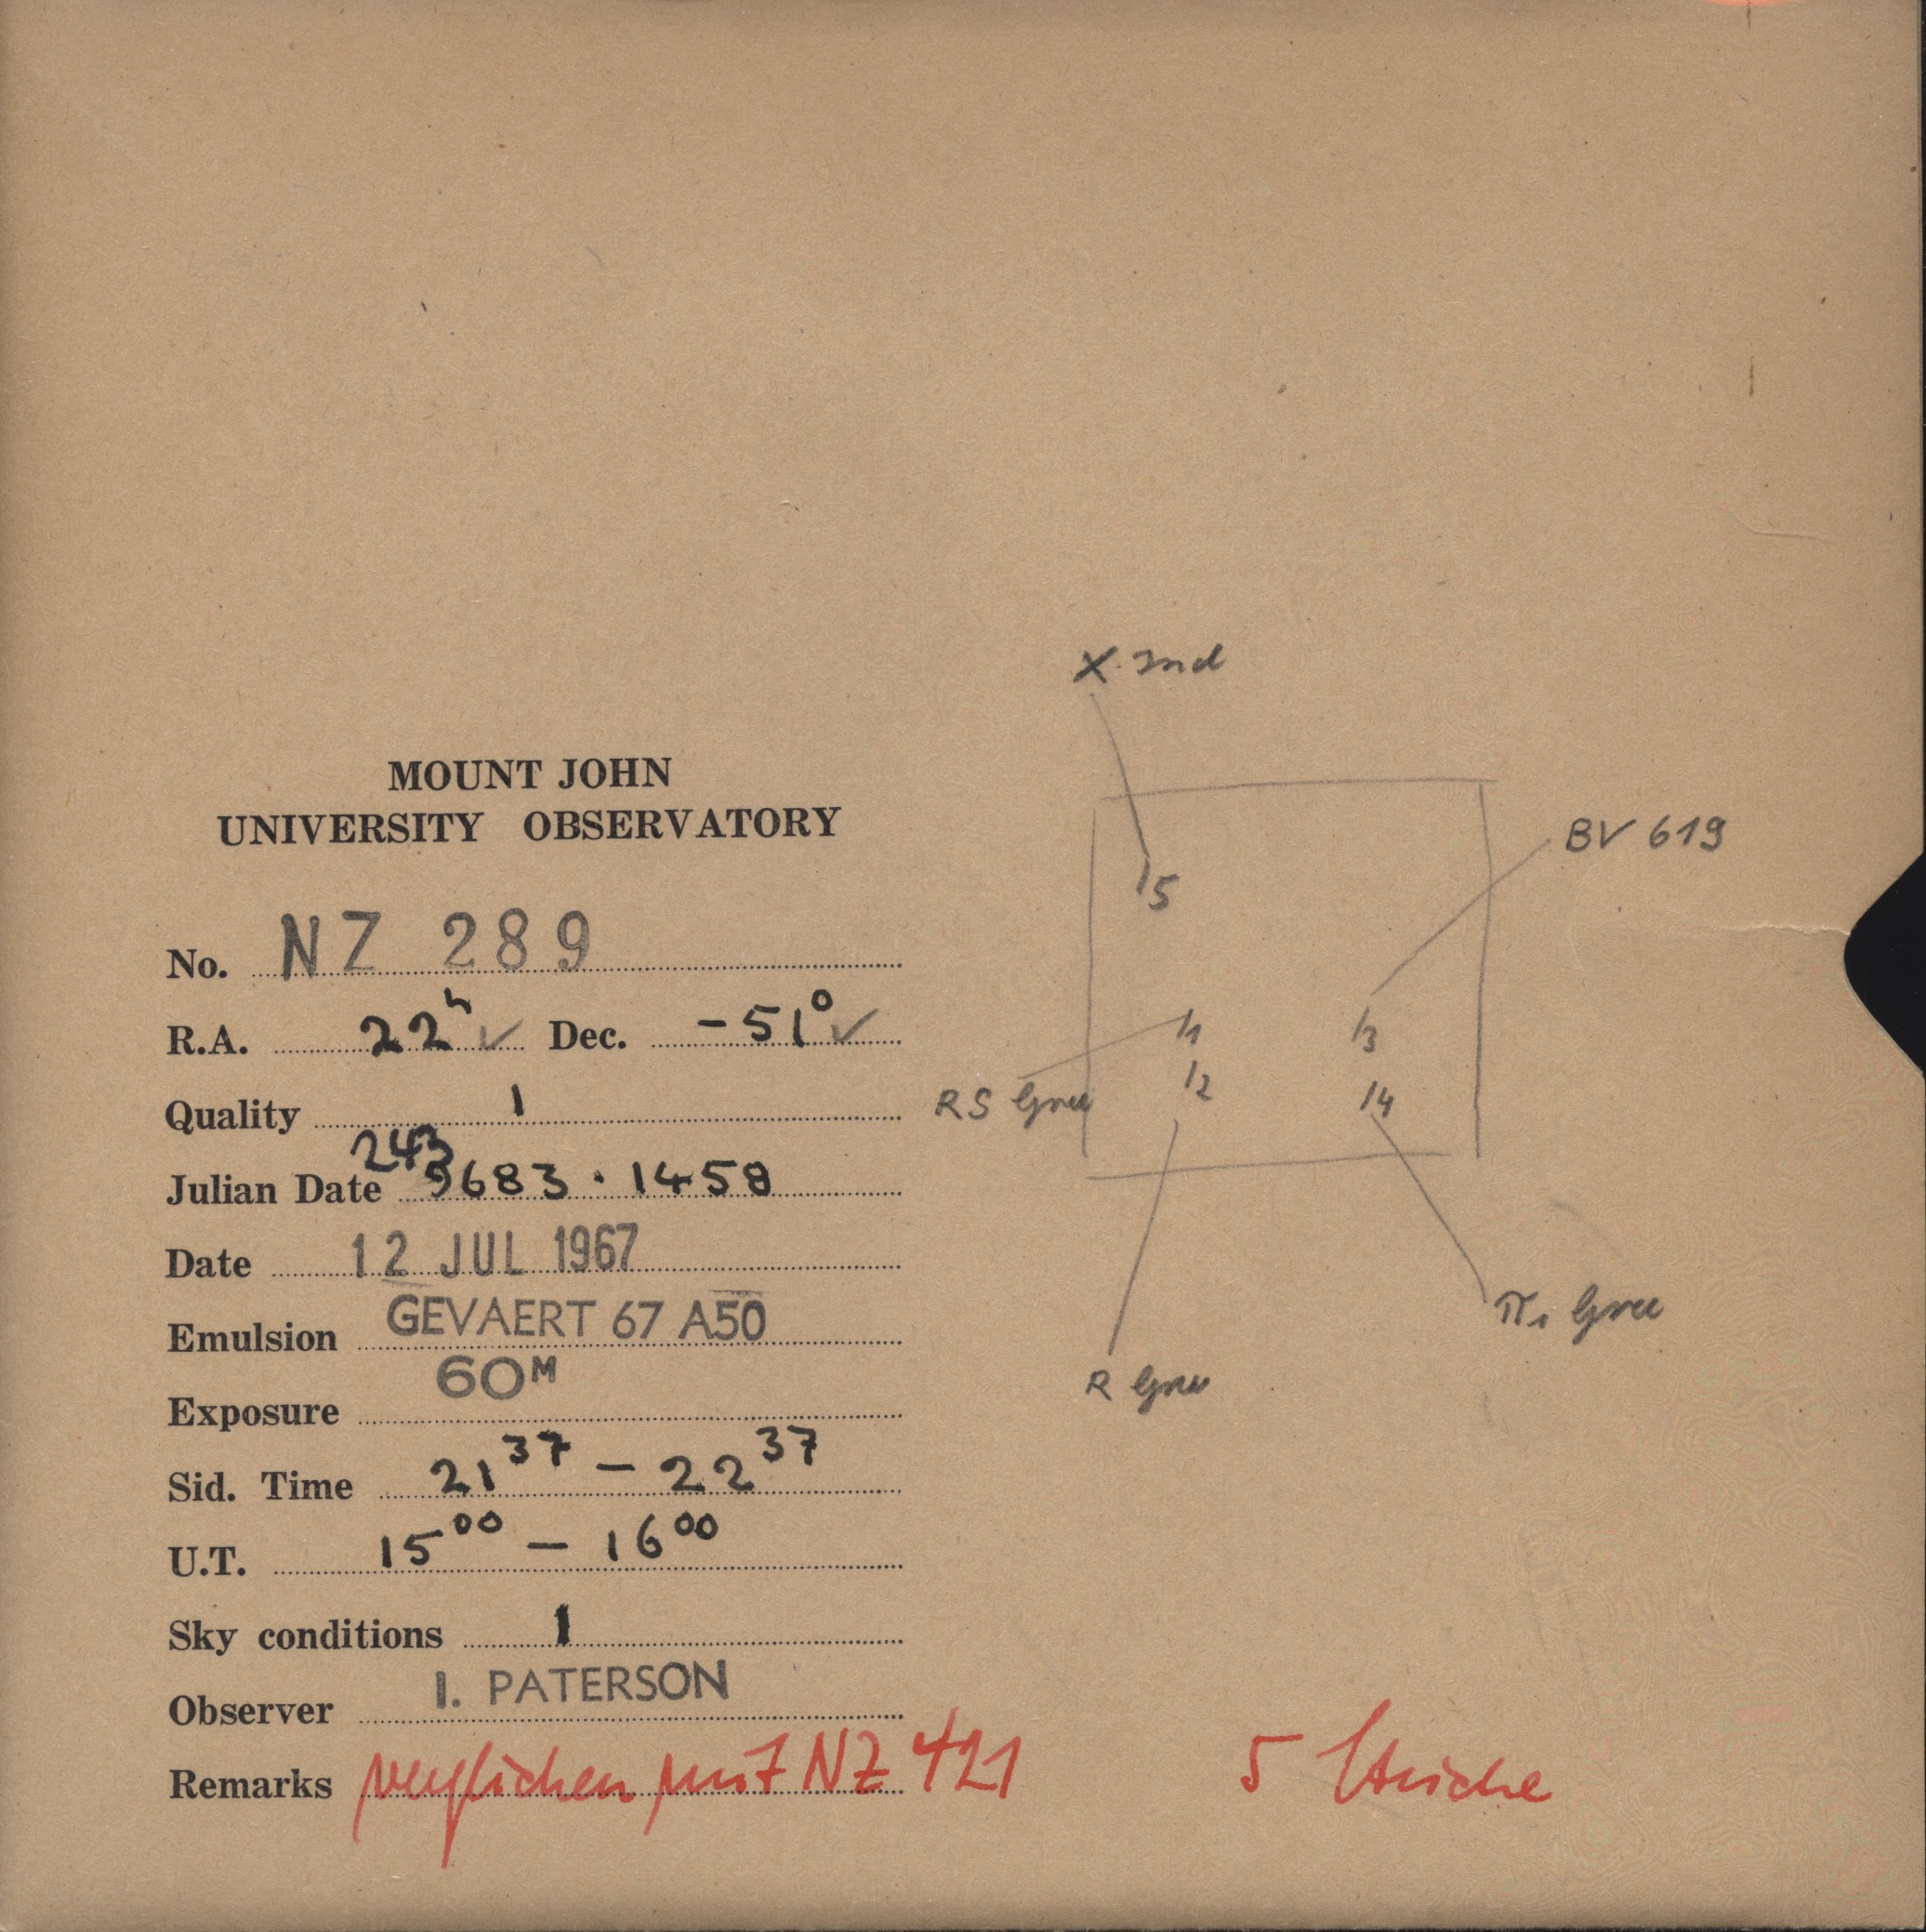 MOUNT JOHN
UNIVERSITY OBSERVATORY
No. NZ 289
R.A. 22h ✓ Dec. -51° ✓
Quality 1
Julian Date 2439683.1458
Date 12 JUL 1967
Emulsion GEVAERT 67 A50
Exposure 60M
Sid. Time 21 37 — 22 37
U.T. 15 00 — 16 00
Sky conditions 1
Observer I. PATERSON
Remarks verglichen mit NZ 421
5 Striche
X Ind
BV 619
/5
/1
/3
/2
/4
RS Gru
π1 Gru
R Gru